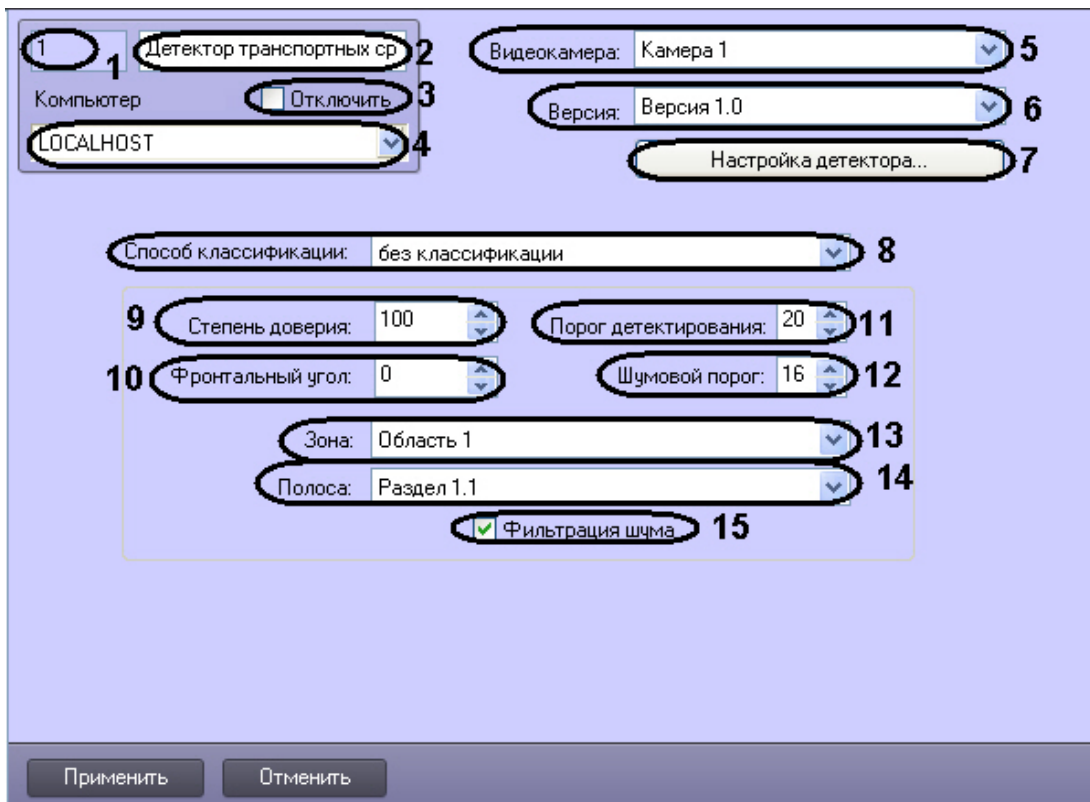 1 1 Детектор транспортных ср 2
Компьютер Отключить 3
LOCALHOST 4
Видеокамера: Камера 1 5
Версия: Версия 1.0 6
Настройка детектора... 7
Способ классификации: без классификации 8
9 Степень доверия: 100 Порог детектирования: 20 11
10 Фронтальный угол: 0 Шумовой порог: 16 12
Зона: Область 1 13
Полоса: Раздел 1.1 14
Фильтрация шума 15
Применить Отменить